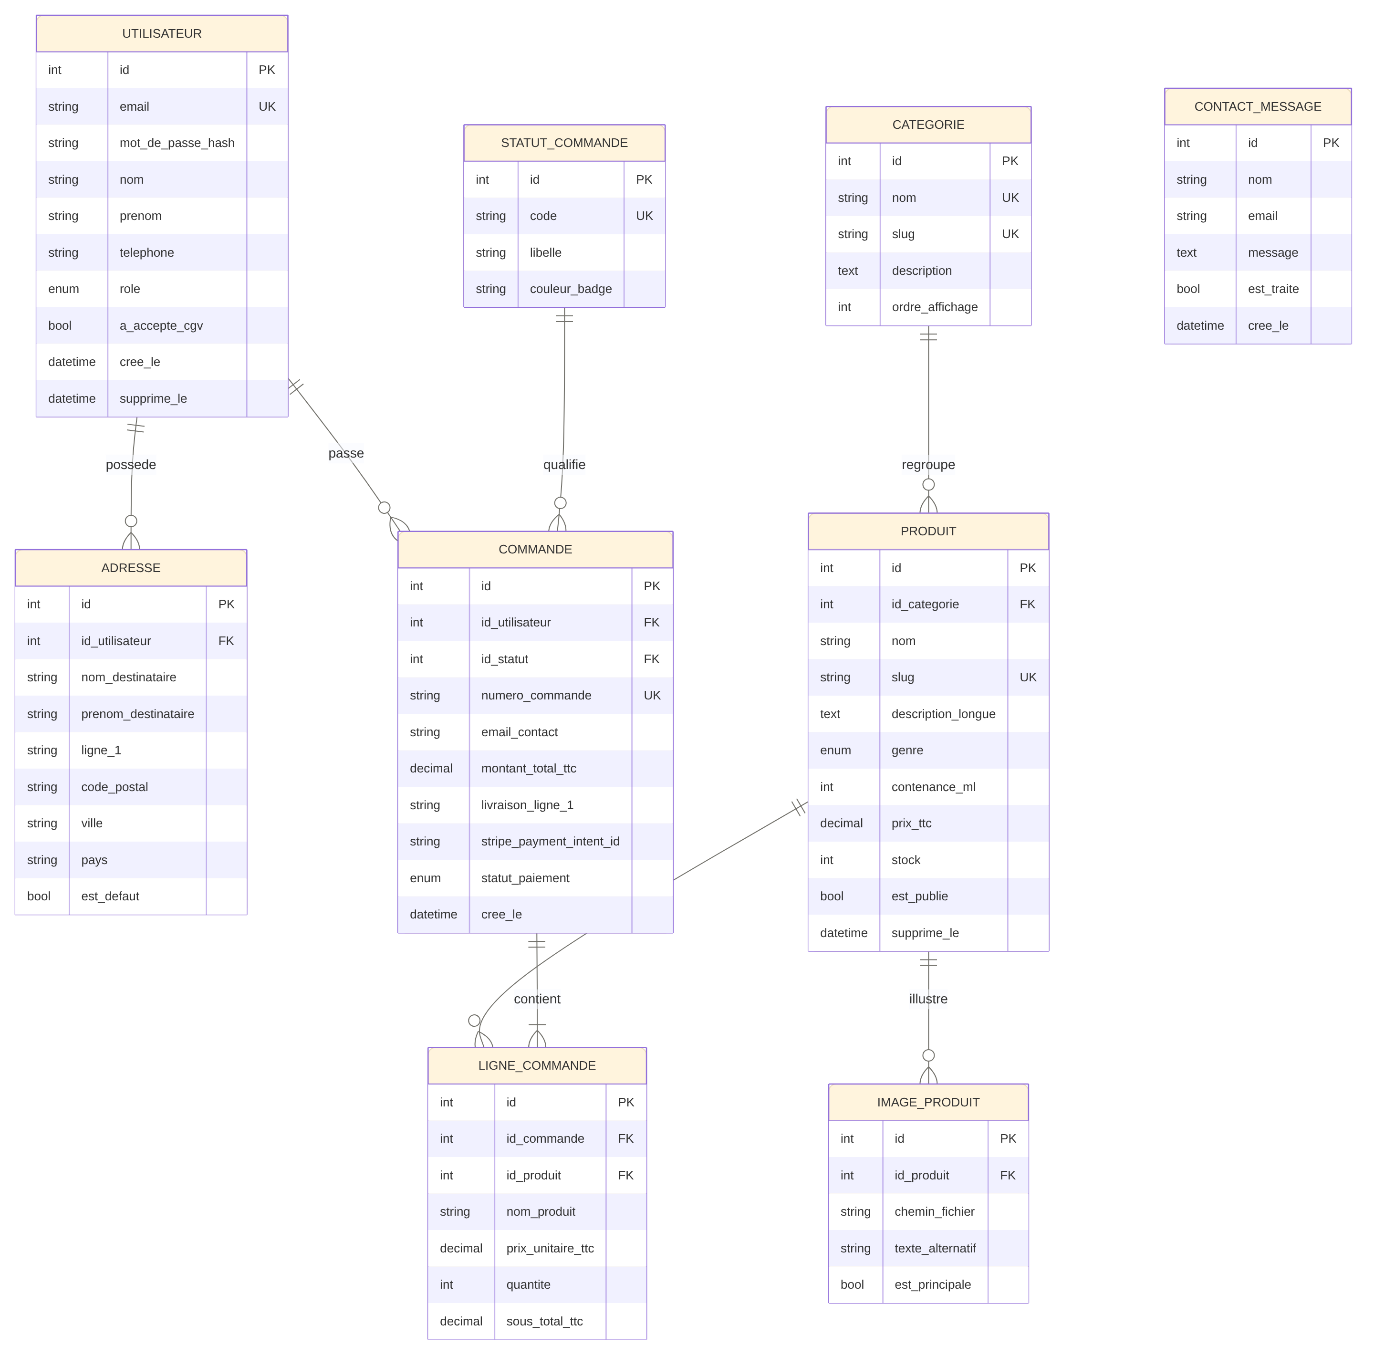 UTILISATEUR
int id PK
string email UK
string mot_de_passe_hash
string nom
string prenom
string telephone
enum role
bool a_accepte_cgv
datetime cree_le
datetime supprime_le
STATUT_COMMANDE
int id PK
string code UK
string libelle
string couleur_badge
CATEGORIE
int id PK
string nom UK
string slug UK
text description
int ordre_affichage
CONTACT_MESSAGE
int id PK
string nom
string email
text message
bool est_traite
datetime cree_le
possede
passe
qualifie
regroupe
ADRESSE
int id PK
int id_utilisateur FK
string nom_destinataire
string prenom_destinataire
string ligne_1
string code_postal
string ville
string pays
bool est_defaut
COMMANDE
int id PK
int id_utilisateur FK
int id_statut FK
string numero_commande UK
string email_contact
decimal montant_total_ttc
string livraison_ligne_1
string stripe_payment_intent_id
enum statut_paiement
datetime cree_le
PRODUIT
int id PK
int id_categorie FK
string nom
string slug UK
text description_longue
enum genre
int contenance_ml
decimal prix_ttc
int stock
bool est_publie
datetime supprime_le
contient
illustre
LIGNE_COMMANDE
int id PK
int id_commande FK
int id_produit FK
string nom_produit
decimal prix_unitaire_ttc
int quantite
decimal sous_total_ttc
IMAGE_PRODUIT
int id PK
int id_produit FK
string chemin_fichier
string texte_alternatif
bool est_principale